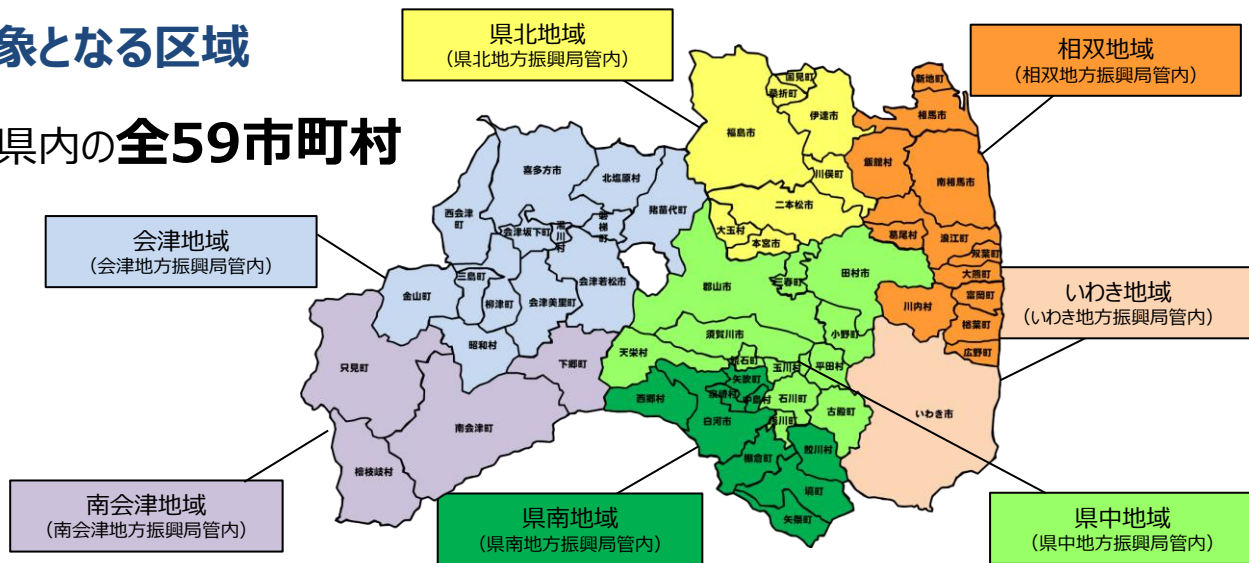 象となる区域
県内の全59市町村
県北地域
（県北地方振興局管内）
相双地域
（相双地方振興局管内）
会津地域
（会津地方振興局管内）
いわき地域
（いわき地方振興局管内）
南会津地域
（南会津地方振興局管内）
県南地域
（県南地方振興局管内）
県中地域
（県中地方振興局管内）
国見町
桑折町
福島市
伊達市
川俣町
二本松市
大玉村
本宮市
新地町
相馬市
飯舘村
南相馬市
葛尾村
浪江町
双葉町
大熊町
富岡町
川内村
楢葉町
広野町
喜多方市
北塩原村
西会津
町
会津坂下町
湯川
村
磐
梯
町
猪苗代町
三島町
金山町
柳津町
会津美里町
会津若松市
昭和村
只見町
下郷町
南会津町
檜枝岐村
郡山市
三春町
田村市
小野町
須賀川市
天栄村
鏡石町
玉川村
平田村
石川町
古殿町
浅川町
矢吹町
泉崎村
中島村
西郷村
白河市
棚倉町
鮫川村
塙町
矢祭町
いわき市